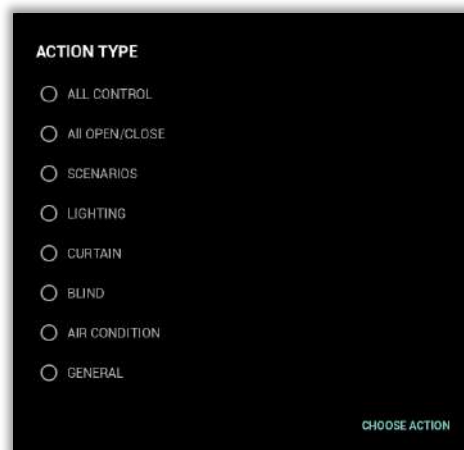 ACTION TYPE
ALL CONTROL
All OPEN/CLOSE
SCENARIOS
LIGHTING
CURTAIN
BLIND
AIR CONDITION
GENERAL
CHOOSE ACTION